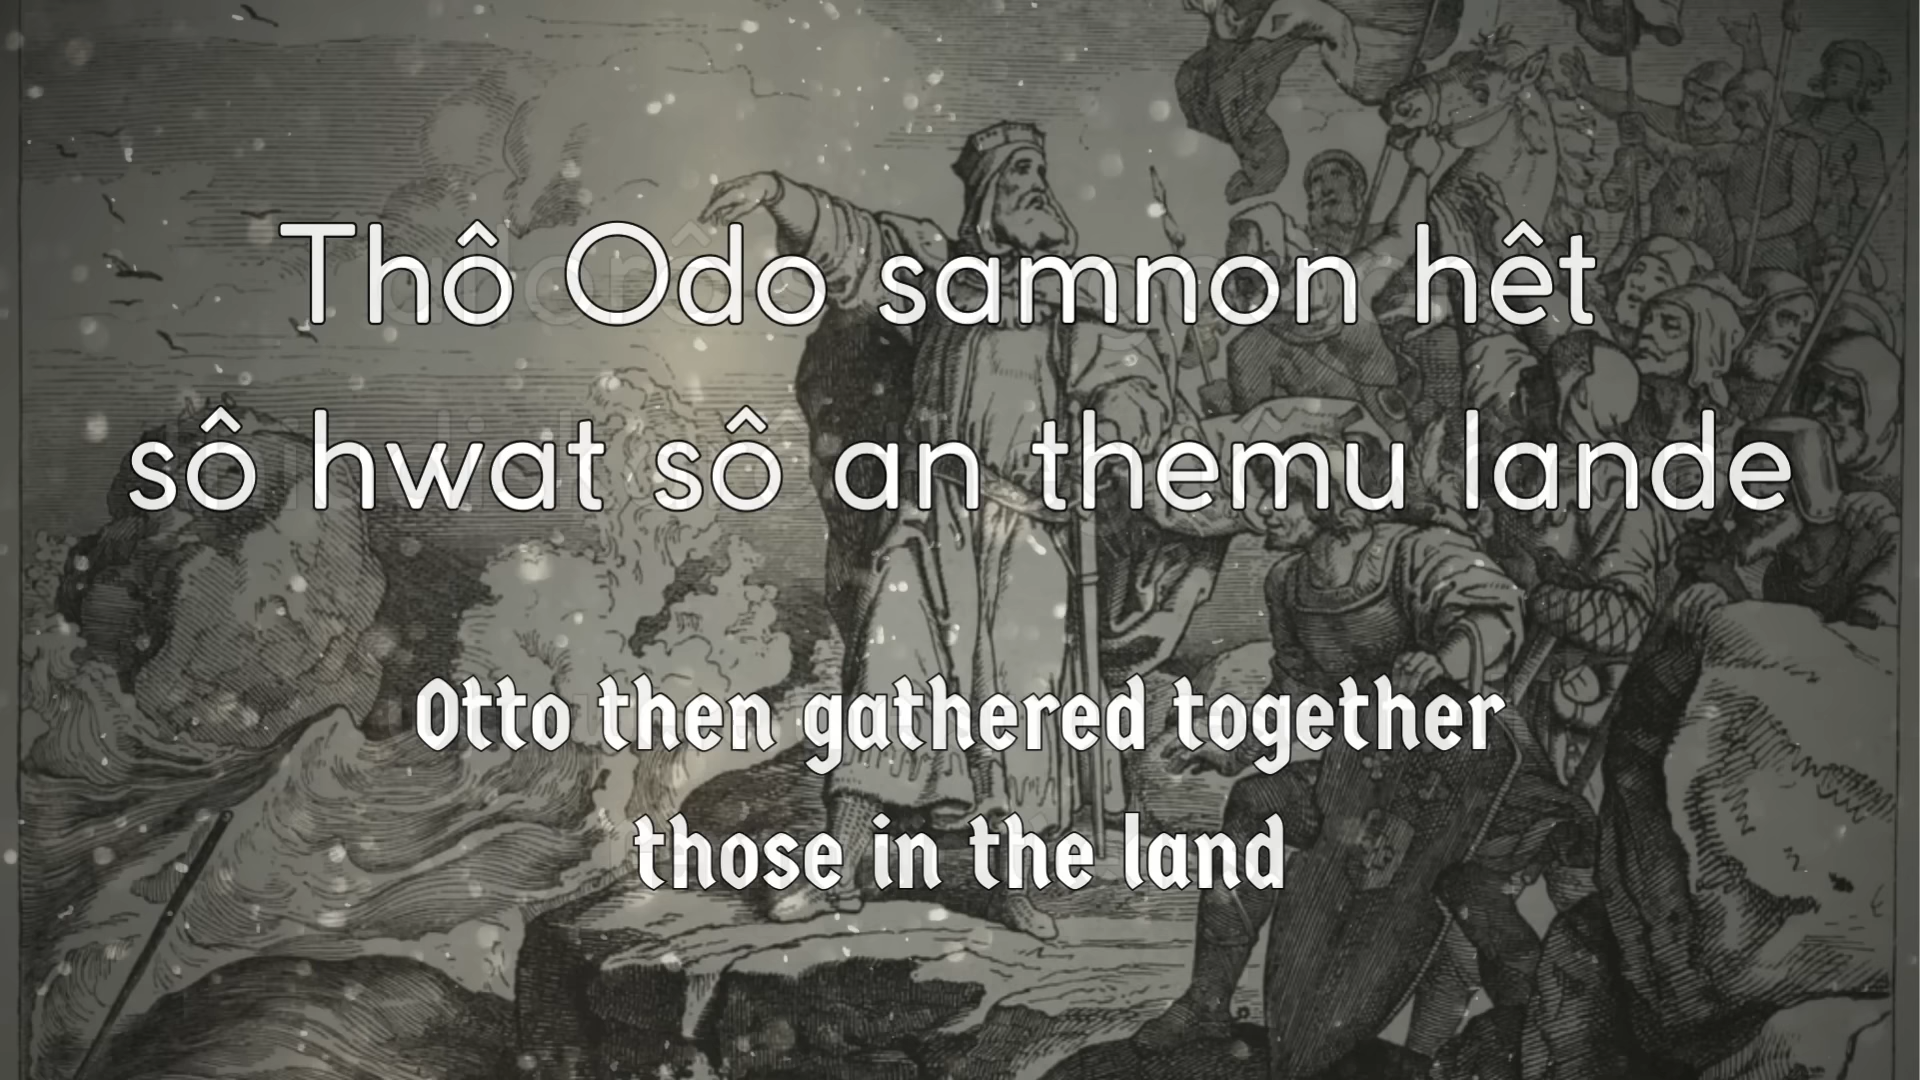 Thô Odo samnon hêt
sô hwat sô an themu lande
Otto then gathered together
those in the land